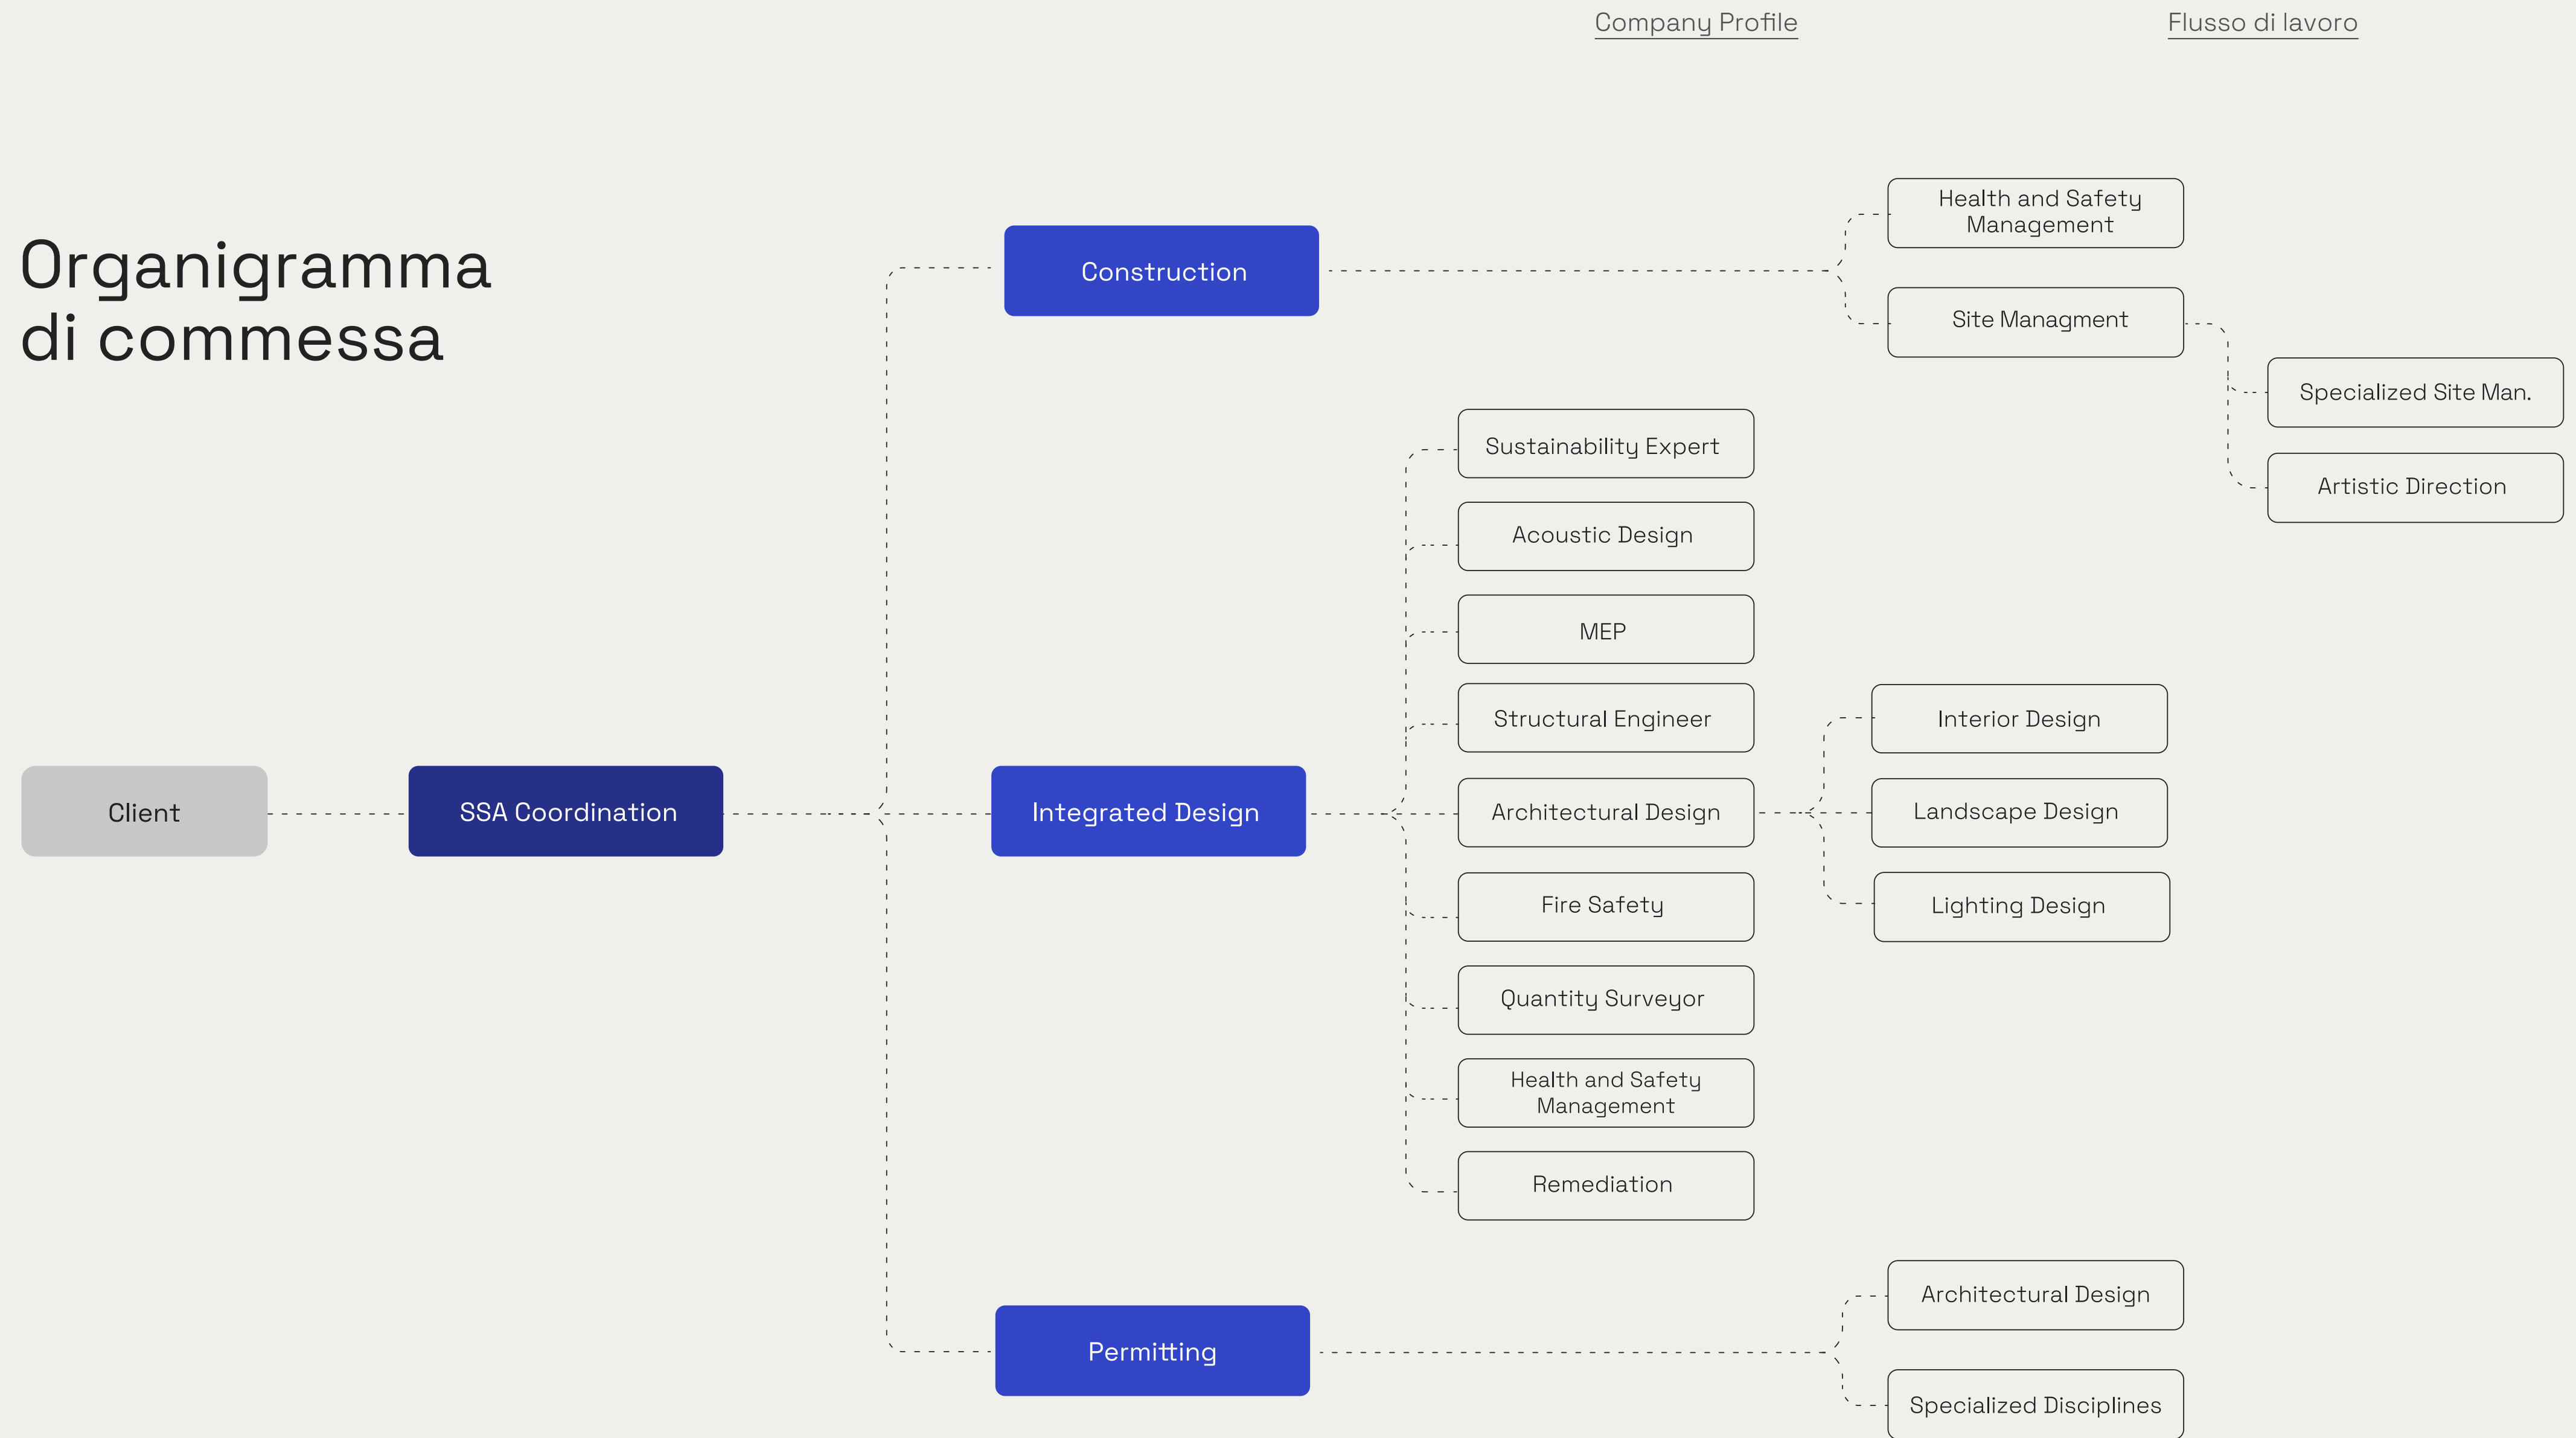 Company Profile
Flusso di lavoro
Organigramma
di commessa
Construction
Health and Safety
Management
Site Managment
Specialized Site Man.
Artistic Direction
Sustainability Expert
Acoustic Design
MEP
Structural Engineer
Interior Design
Client
SSA Coordination
Integrated Design
Architectural Design
Landscape Design
Fire Safety
Lighting Design
Quantity Surveyor
Health and Safety
Management
Remediation
Permitting
Architectural Design
Specialized Disciplines